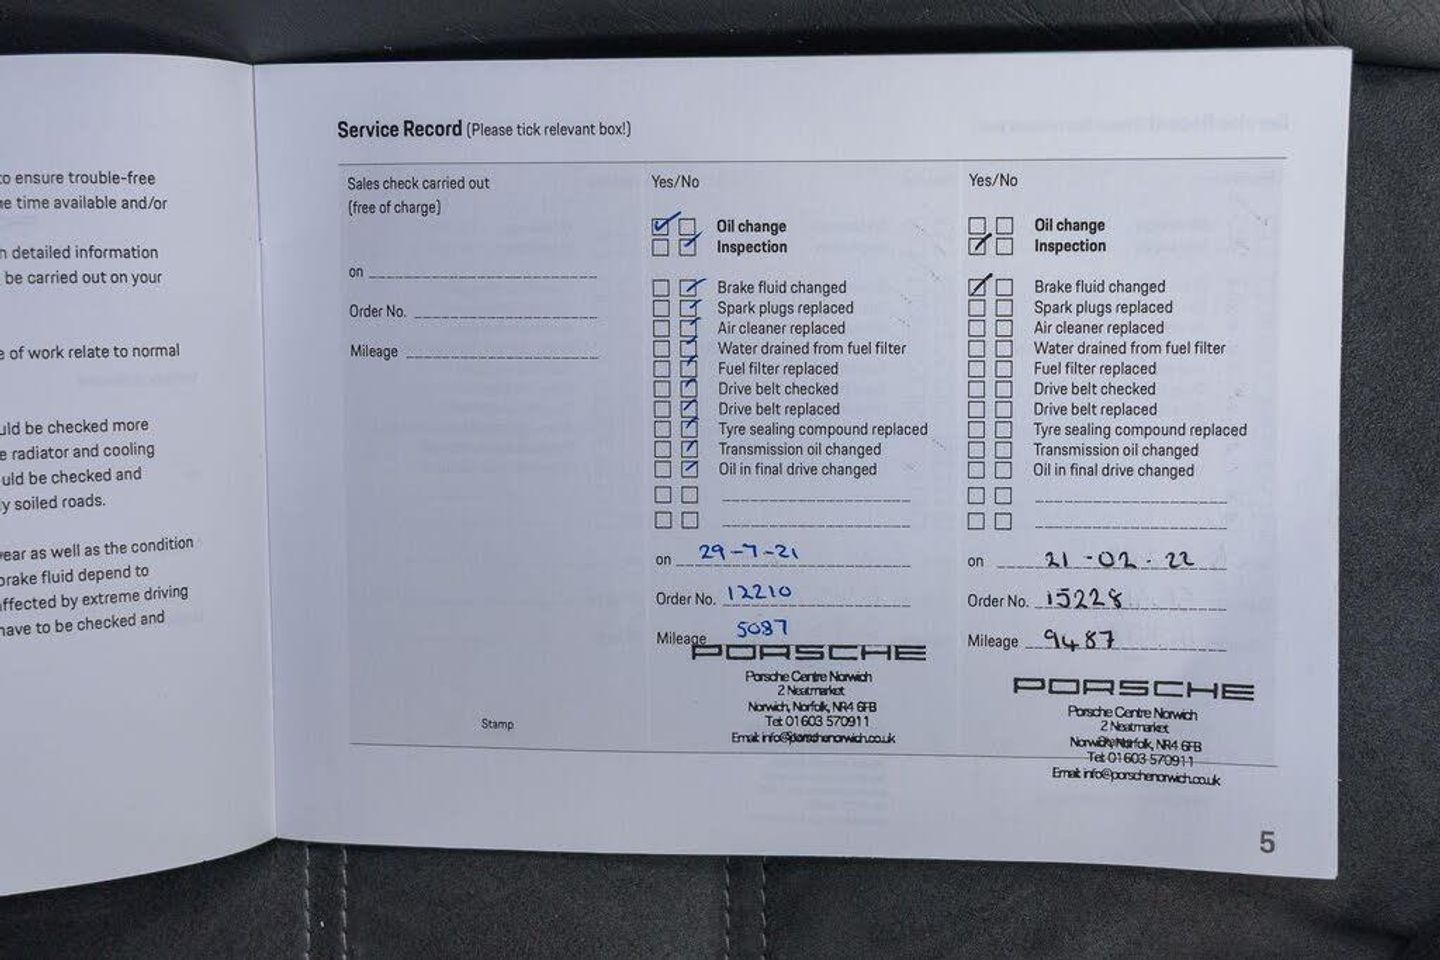 to ensure trouble-free
time available and/or
detailed information
be carried out on your
of work relate to normal
be checked more
radiator and cooling
be checked and
soiled roads.
as well as the condition
brake fluid depend to
affected by extreme driving
have to be checked and
Service Record (Please tick relevant box!)
Sales check carried out
(free of charge)
on
Order No.
Mileage
Stamp
Yes/No
Oil change
Inspection
Brake fluid changed
Spark plugs replaced
Air cleaner replaced
Water drained from fuel filter
Fuel filter replaced
Drive belt checked
Drive belt replaced
Tyre sealing compound replaced
Transmission oil changed
Oil in final drive changed
on 29-7-21
Order No. 12210
Mileage 5087
PORSCHE
Porsche Centre Norwich
2 Neatmarket
Norwich, Norfolk, NR4 6FB
Tel: 01603 570911
Email: info@porschenorwich.co.uk
Yes/No
Oil change
Inspection
Brake fluid changed
Spark plugs replaced
Air cleaner replaced
Water drained from fuel filter
Fuel filter replaced
Drive belt checked
Drive belt replaced
Tyre sealing compound replaced
Transmission oil changed
Oil in final drive changed
on 21-02-22
Order No. 15228
Mileage 9487
PORSCHE
Porsche Centre Norwich
2 Neatmarket
Norwich, Norfolk, NR4 6FB
Tel: 01603 570911
Email: info@porschenorwich.co.uk
5